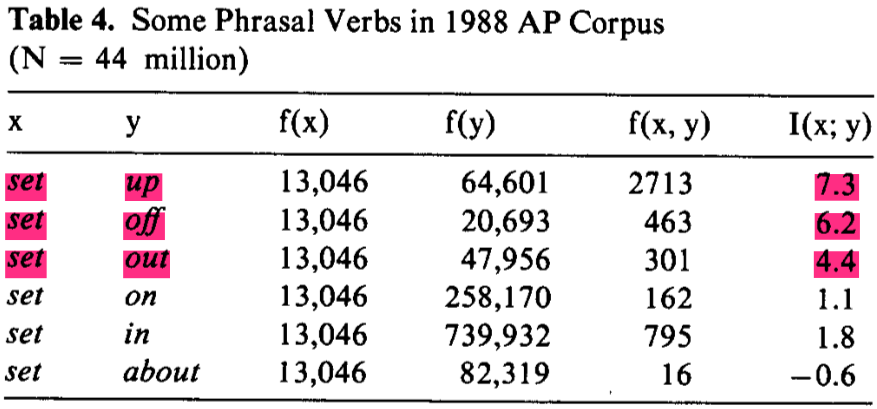 Table 4. Some Phrasal Verbs in 1988 AP Corpus
(N = 44 million)
x y f(x) f(y) f(x, y) I(x; y)
set up 13,046 64,601 2713 7.3
set off 13,046 20,693 463 6.2
set out 13,046 47,956 301 4.4
set on 13,046 258,170 162 1.1
set in 13,046 739,932 795 1.8
set about 13,046 82,319 16 −0.6